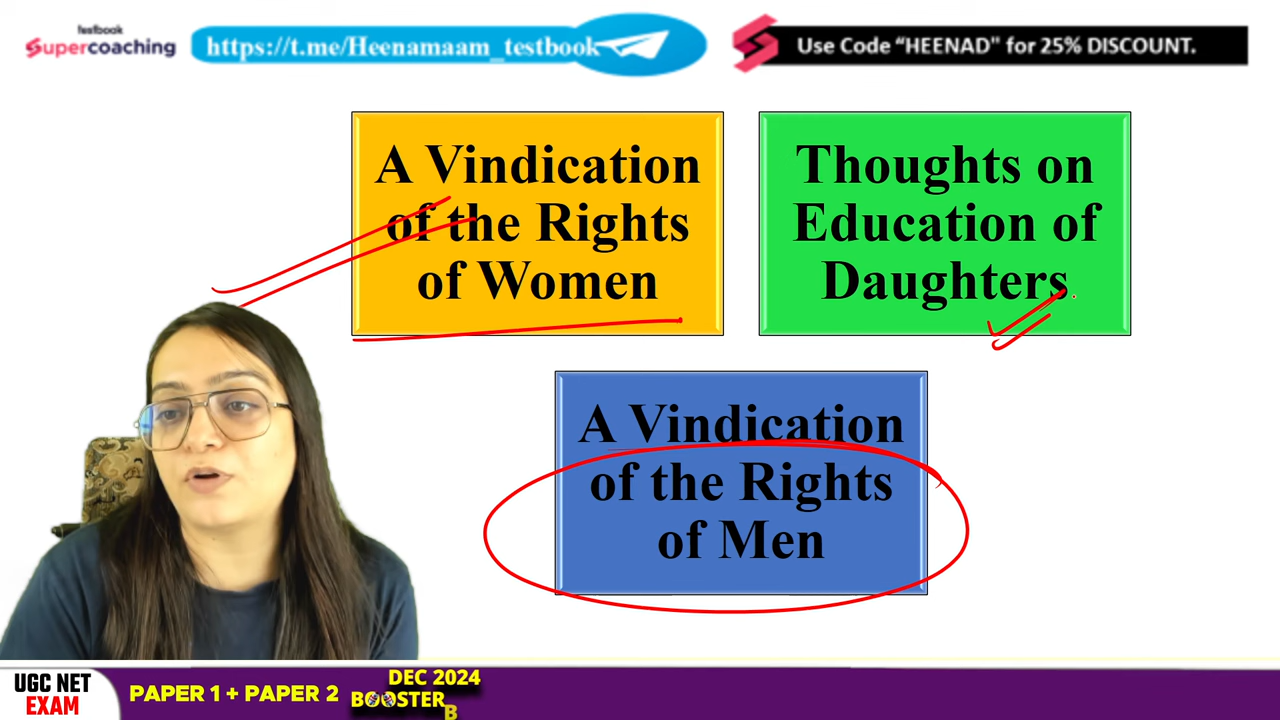 testbook
Supercoaching
https://t.me/Heenamaam_testbook
Use Code “HEENAD" for 25% DISCOUNT.
A Vindication
of the Rights
of Women
Thoughts on
Education of
Daughters
A Vindication
of the Rights
of Men
UGC NET
EXAM
PAPER 1 + PAPER 2
DEC 2024
BOOSTER
B